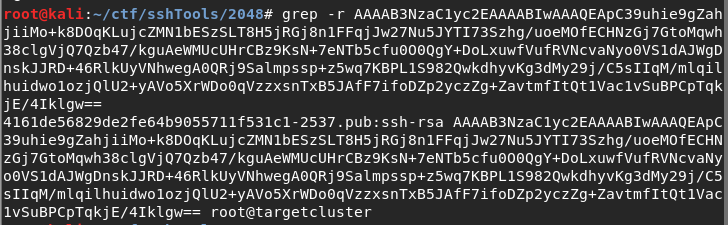 root@kali:~/ctf/sshTools/2048# grep -r AAAAB3NzaC1yc2EAAAABIwAAAQEApC39uhie9gZah
jiiMo+k8DOqKLujcZMN1bESzSLT8H5jRGj8n1FFqjJw27Nu5JYTI73Szhg/uoeMOfECHNzGj7GtoMqwh
38clgVjQ7Qzb47/kguAeWMUcUHrCBz9KsN+7eNTb5cfu0O0QgY+DoLxuwfVufRVNcvaNyo0VS1dAJWgD
nskJJRD+46RlkUyVNhwegA0QRj9Salmpssp+z5wq7KBPL1S982QwkdhyvKg3dMy29j/C5sIIqM/mlqil
huidwo1ozjQlU2+yAVo5XrWDo0qVzzxsnTxB5JAfF7ifoDZp2yczZg+ZavtmfItQt1Vac1vSuBPCpTqk
jE/4Iklgw==
4161de56829de2fe64b9055711f531c1-2537.pub:ssh-rsa AAAAB3NzaC1yc2EAAAABIwAAAQEApC
39uhie9gZahjiiMo+k8DOqKLujcZMN1bESzSLT8H5jRGj8n1FFqjJw27Nu5JYTI73Szhg/uoeMOfECHN
zGj7GtoMqwh38clgVjQ7Qzb47/kguAeWMUcUHrCBz9KsN+7eNTb5cfu0O0QgY+DoLxuwfVufRVNcvaNy
o0VS1dAJWgDnskJJRD+46RlkUyVNhwegA0QRj9Salmpssp+z5wq7KBPL1S982QwkdhyvKg3dMy29j/C5
sIIqM/mlqilhuidwo1ozjQlU2+yAVo5XrWDo0qVzzxsnTxB5JAfF7ifoDZp2yczZg+ZavtmfItQt1Vac
1vSuBPCpTqkjE/4Iklgw== root@targetcluster